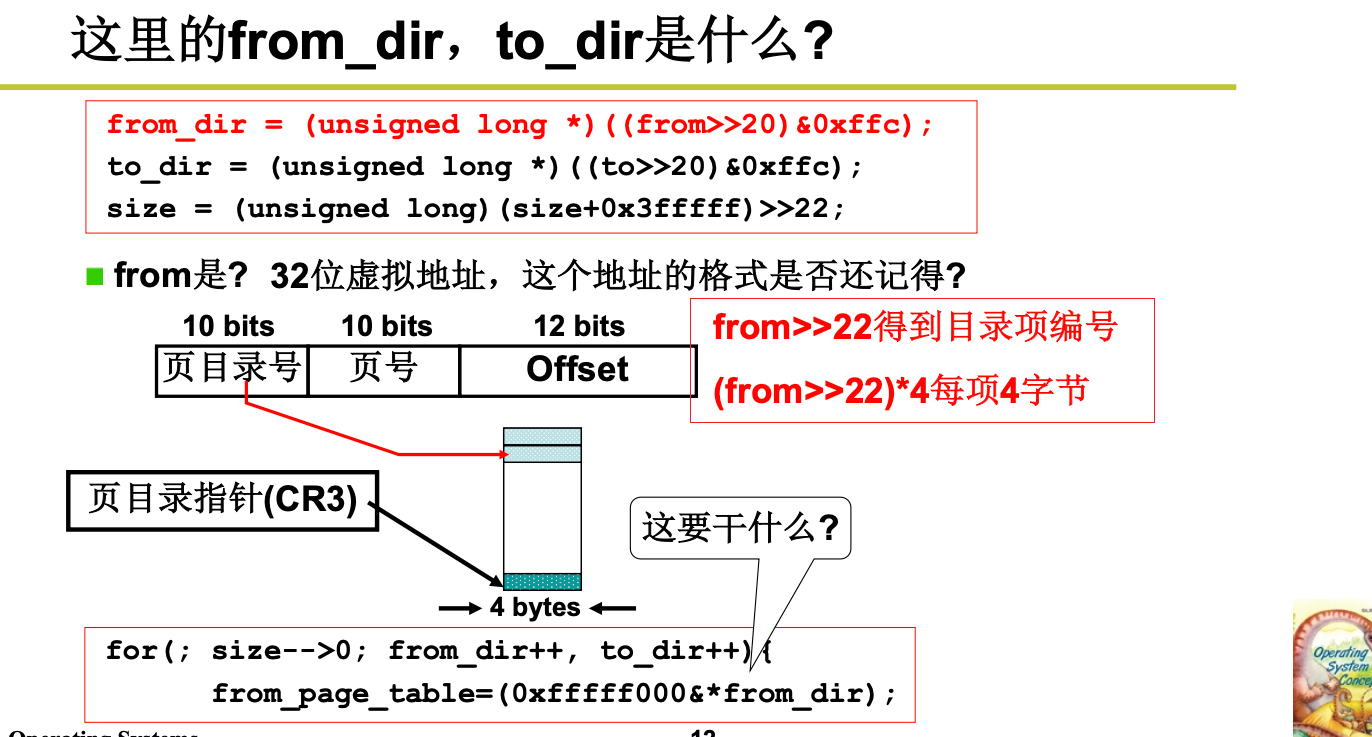 这里的from_dir，to_dir是什么?
from_dir = (unsigned long *)((from>>20)&0xffc);
to_dir = (unsigned long *)((to>>20)&0xffc);
size = (unsigned long)(size+0x3fffff)>>22;
from是? 32位虚拟地址，这个地址的格式是否还记得?
10 bits 10 bits 12 bits
页目录号 页号 Offset
from>>22得到目录项编号
(from>>22)*4每项4字节
页目录指针(CR3)
这要干什么?
4 bytes
for(; size-->0; from_dir++, to_dir++){
from_page_table=(0xfffff000&*from_dir);
Operating
System
Operating Systems
12